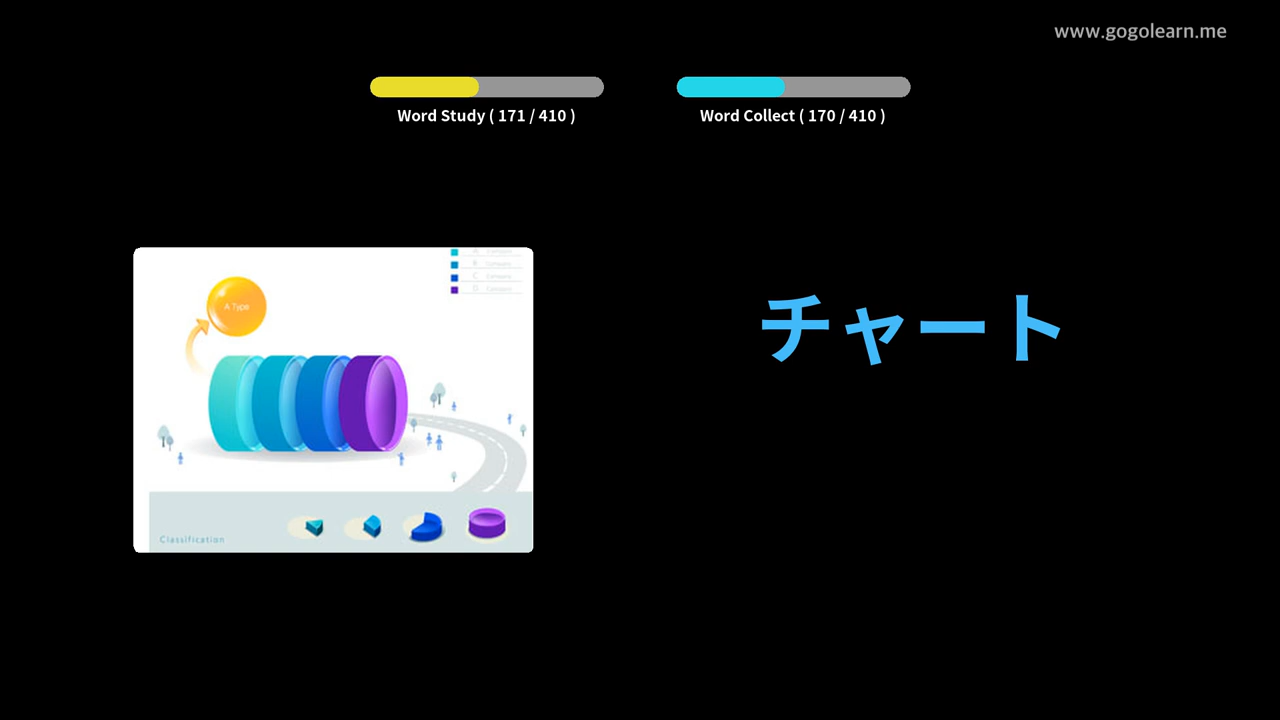 www.gogolearn.me
Word Study ( 171 / 410 )
Word Collect ( 170 / 410 )
A Type
チャート
Classification